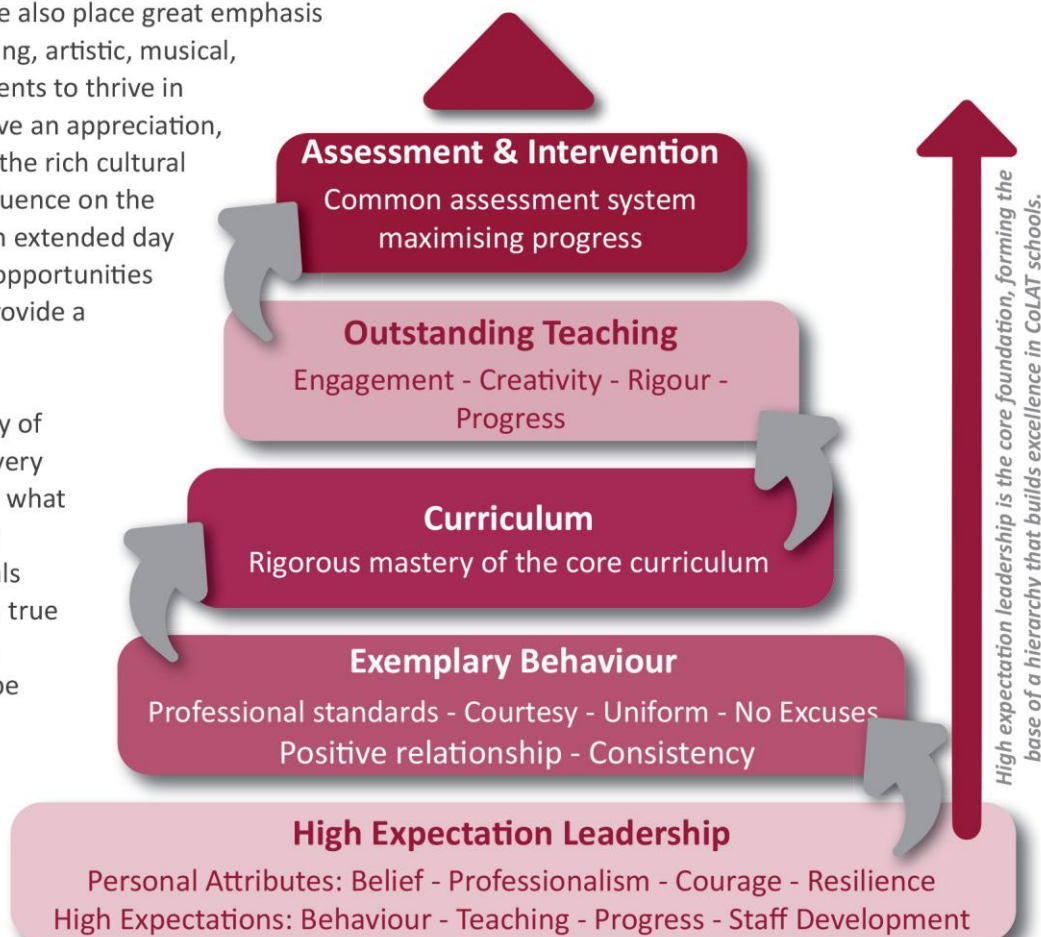 e also place great emphasis
ing, artistic, musical,
ents to thrive in
ve an appreciation,
the rich cultural
uence on the
n extended day
opportunities
rovide a
y of
very
what
als
true
be
Assessment & Intervention
Common assessment system
maximising progress
Outstanding Teaching
Engagement - Creativity - Rigour -
Progress
Curriculum
Rigorous mastery of the core curriculum
Exemplary Behaviour
Professional standards - Courtesy - Uniform - No Excuses
Positive relationship - Consistency
High Expectation Leadership
Personal Attributes: Belief - Professionalism - Courage - Resilience
High Expectations: Behaviour - Teaching - Progress - Staff Development
High expectation leadership is the core foundation, forming the
base of a hierarchy that builds excellence in CoLAT schools.